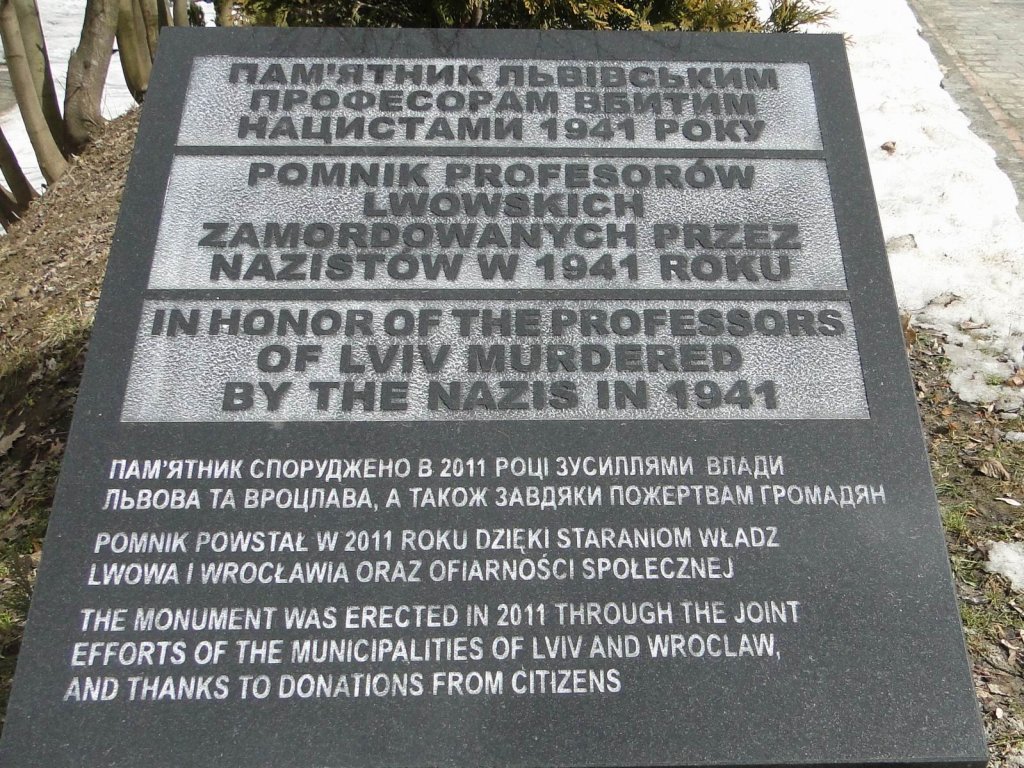 ПАМ'ЯТНИК ЛЬВІВСЬКИМ
ПРОФЕСОРАМ ВБИТИМ
НАЦИСТАМИ 1941 РОКУ
POMNIK PROFESORÓW
LWOWSKICH
ZAMORDOWANYCH PRZEZ
NAZISTÓW W 1941 ROKU
IN HONOR OF THE PROFESSORS
OF LVIV MURDERED
BY THE NAZIS IN 1941
ПАМ'ЯТНИК СПОРУДЖЕНО В 2011 РОЦІ ЗУСИЛЛЯМИ ВЛАДИ
ЛЬВОВА ТА ВРОЦЛАВА, А ТАКОЖ ЗАВДЯКИ ПОЖЕРТВАМ ГРОМАДЯН
POMNIK POWSTAŁ W 2011 ROKU DZIĘKI STARANIOM WŁADZ
LWOWA I WROCŁAWIA ORAZ OFIARNOŚCI SPOŁECZNEJ
THE MONUMENT WAS ERECTED IN 2011 THROUGH THE JOINT
EFFORTS OF THE MUNICIPALITIES OF LVIV AND WROCLAW,
AND THANKS TO DONATIONS FROM CITIZENS